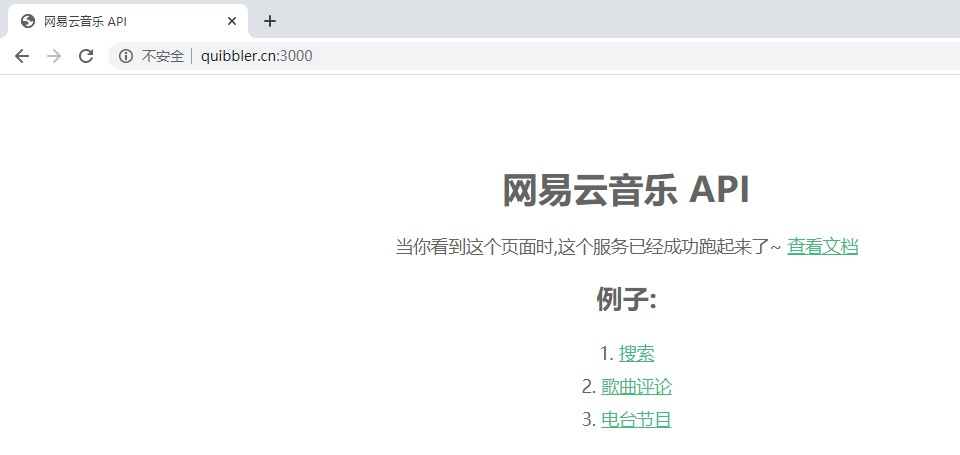 网易云音乐 API
不安全 | quibbler.cn:3000
网易云音乐 API
当你看到这个页面时,这个服务已经成功跑起来了~ 查看文档
例子:
1. 搜索
2. 歌曲评论
3. 电台节目